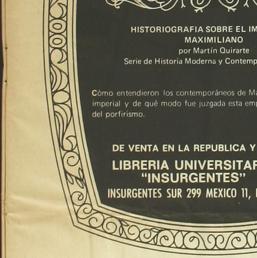 HISTORIOGRAFIA SOBRE EL IM
MAXIMILIANO
por Martín Quirarte
Serie de Historia Moderna y Contemp
Cómo entendieron los contemporáneos de Ma
imperial y de qué modo fue juzgada esta emp
del porfirismo.
DE VENTA EN LA REPUBLICA Y
LIBRERIA UNIVERSITAR
"INSURGENTES"
INSURGENTES SUR 299 MEXICO 11,